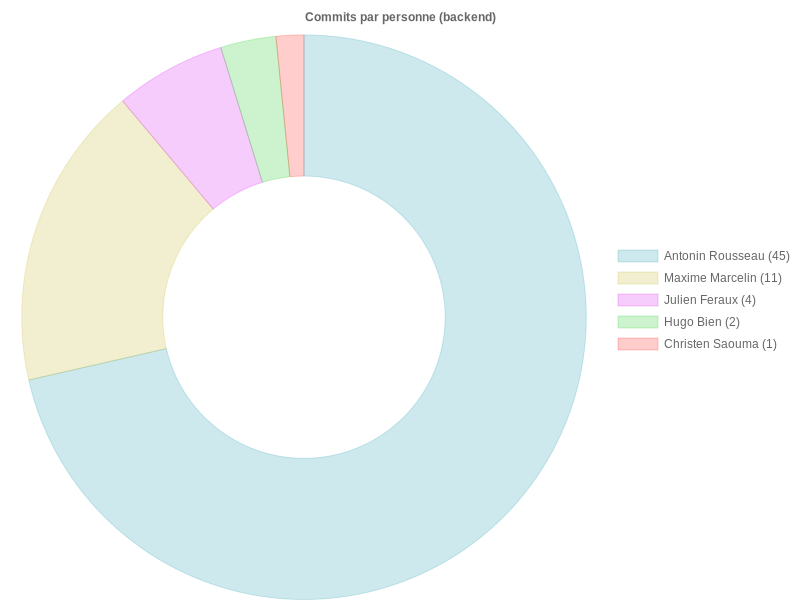 Commits par personne (backend)
Antonin Rousseau (45)
Maxime Marcelin (11)
Julien Feraux (4)
Hugo Bien (2)
Christen Saouma (1)